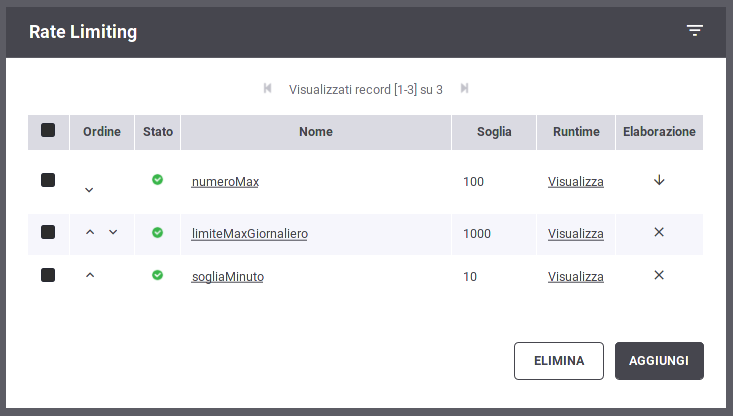 Rate Limiting
Visualizzati record [1-3] su 3
Ordine Stato Nome Soglia Runtime Elaborazione
numeroMax 100 Visualizza
limiteMaxGiornaliero 1000 Visualizza
sogliaMinuto 10 Visualizza
ELIMINA AGGIUNGI